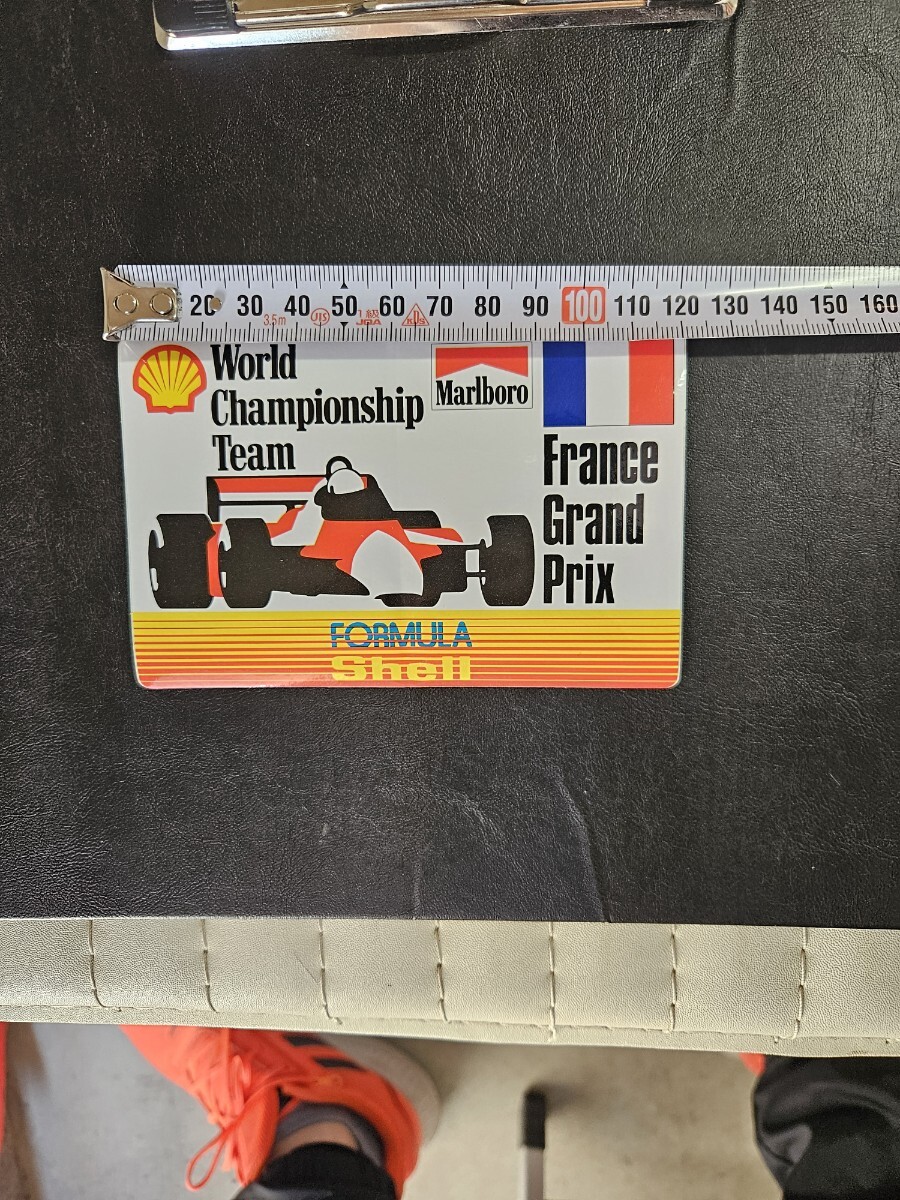 20 30 40 50 60 70 80 90 100 110 120 130 140 150 160
3.5m JIS 1級 KDS
World
Championship
Team
Marlboro
France
Grand
Prix
FORMULA
Shell